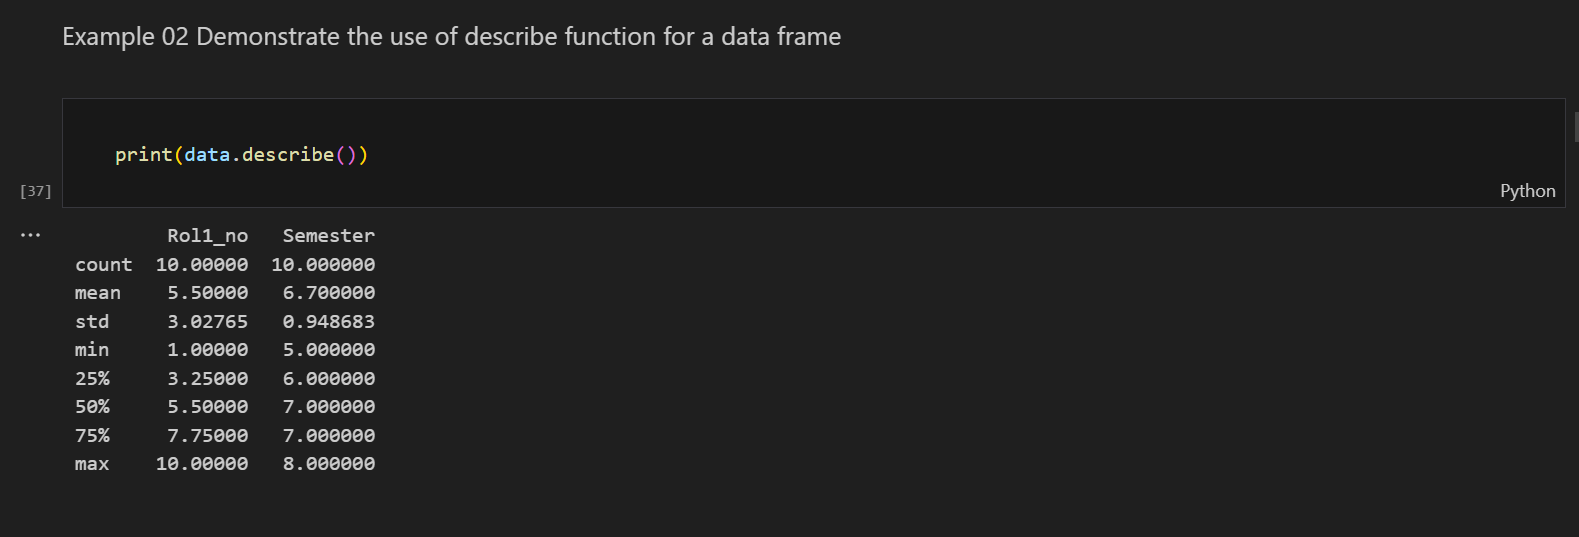 Example 02 Demonstrate the use of describe function for a data frame
print(data.describe())
[37]
Python
... Rol1_no Semester
count 10.00000 10.000000
mean 5.50000 6.700000
std 3.02765 0.948683
min 1.00000 5.000000
25% 3.25000 6.000000
50% 5.50000 7.000000
75% 7.75000 7.000000
max 10.00000 8.000000